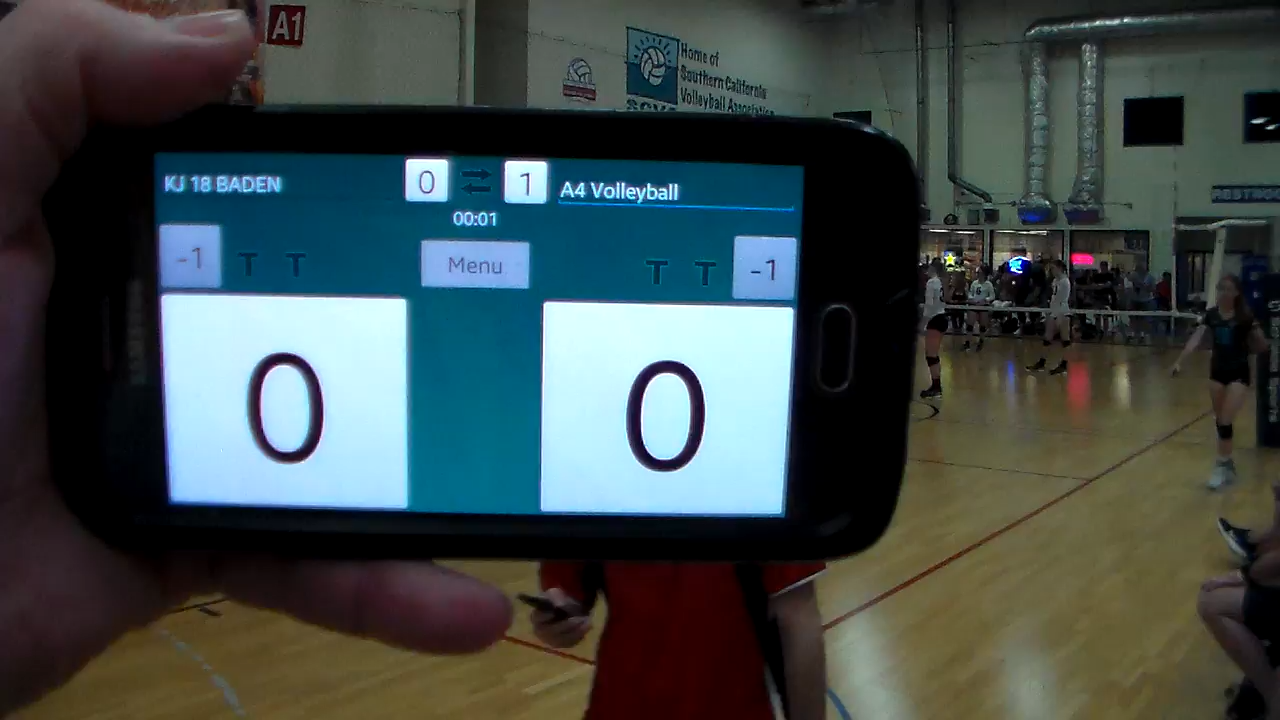 A1
Home of
Southern California
Volleyball Association
SCVA
KJ 18 BADEN
0
1
A4 Volleyball
00:01
-1
T T
Menu
T T
-1
0
0